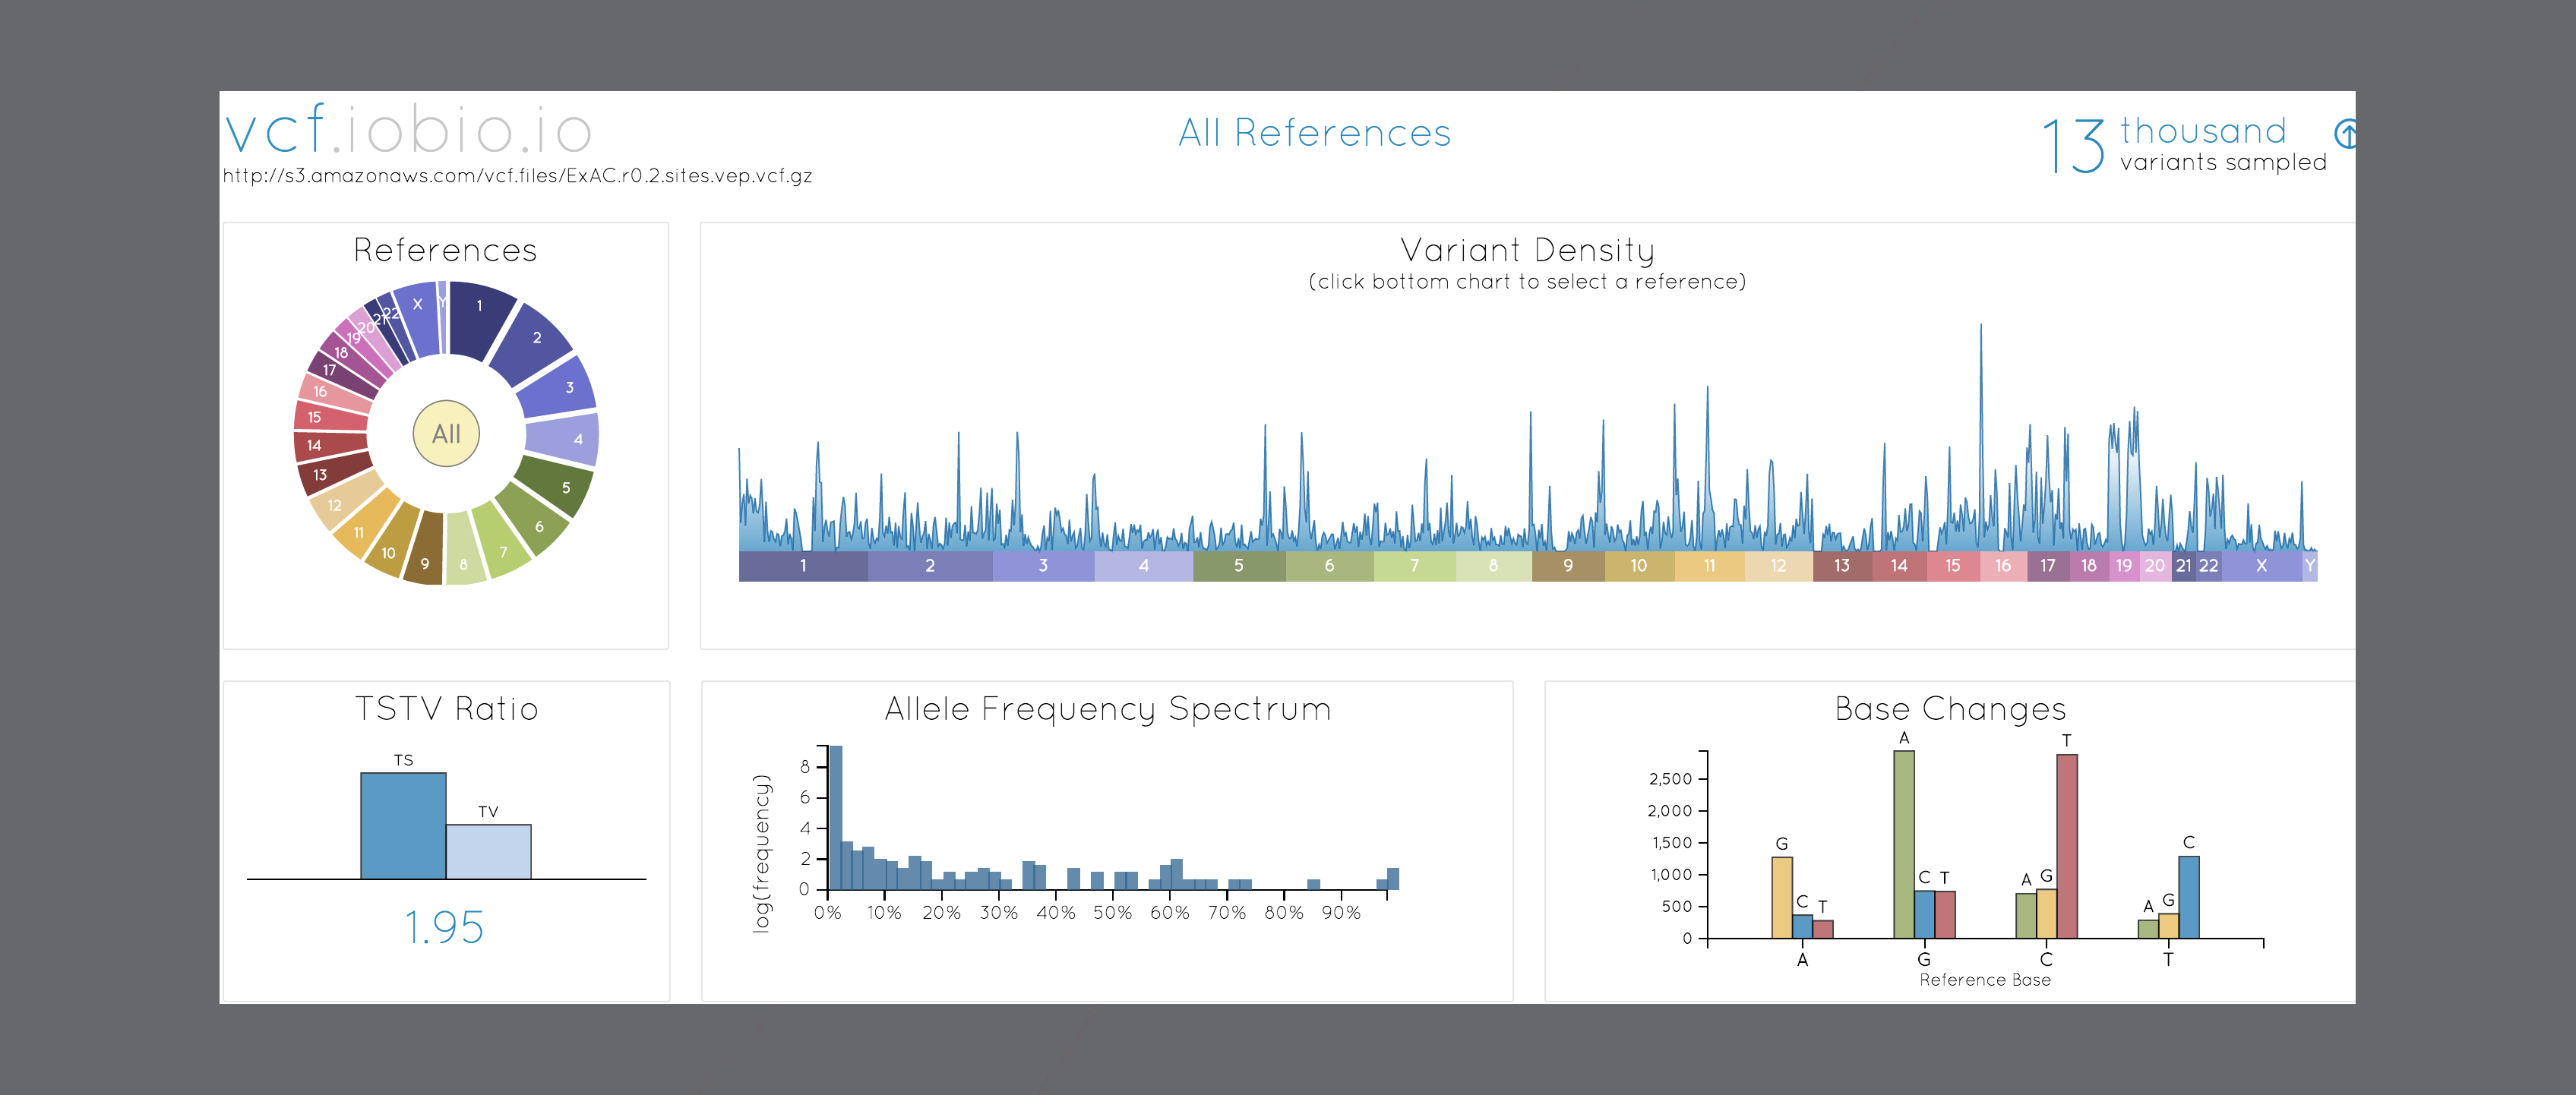 vcf.iobio.io
http://s3.amazonaws.com/vcf.files/ExAC.r0.2.sites.vep.vcf.gz
All References
13 thousand
variants sampled
References
1
2
3
4
5
6
7
8
9
10
11
12
13
14
15
16
17
18
19
20
21
22
X
Y
All
Variant Density
(click bottom chart to select a reference)
1 2 3 4 5 6 7 8 9 10 11 12 13 14 15 16 17 18 19 20 21 22 X Y
TSTV Ratio
TS
TV
1.95
Allele Frequency Spectrum
log(frequency)
8
6
4
2
0
0% 10% 20% 30% 40% 50% 60% 70% 80% 90%
Base Changes
2,500
2,000
1,500
1,000
500
0
G C T
A C T
A G T
A G C
A G C T
Reference Base